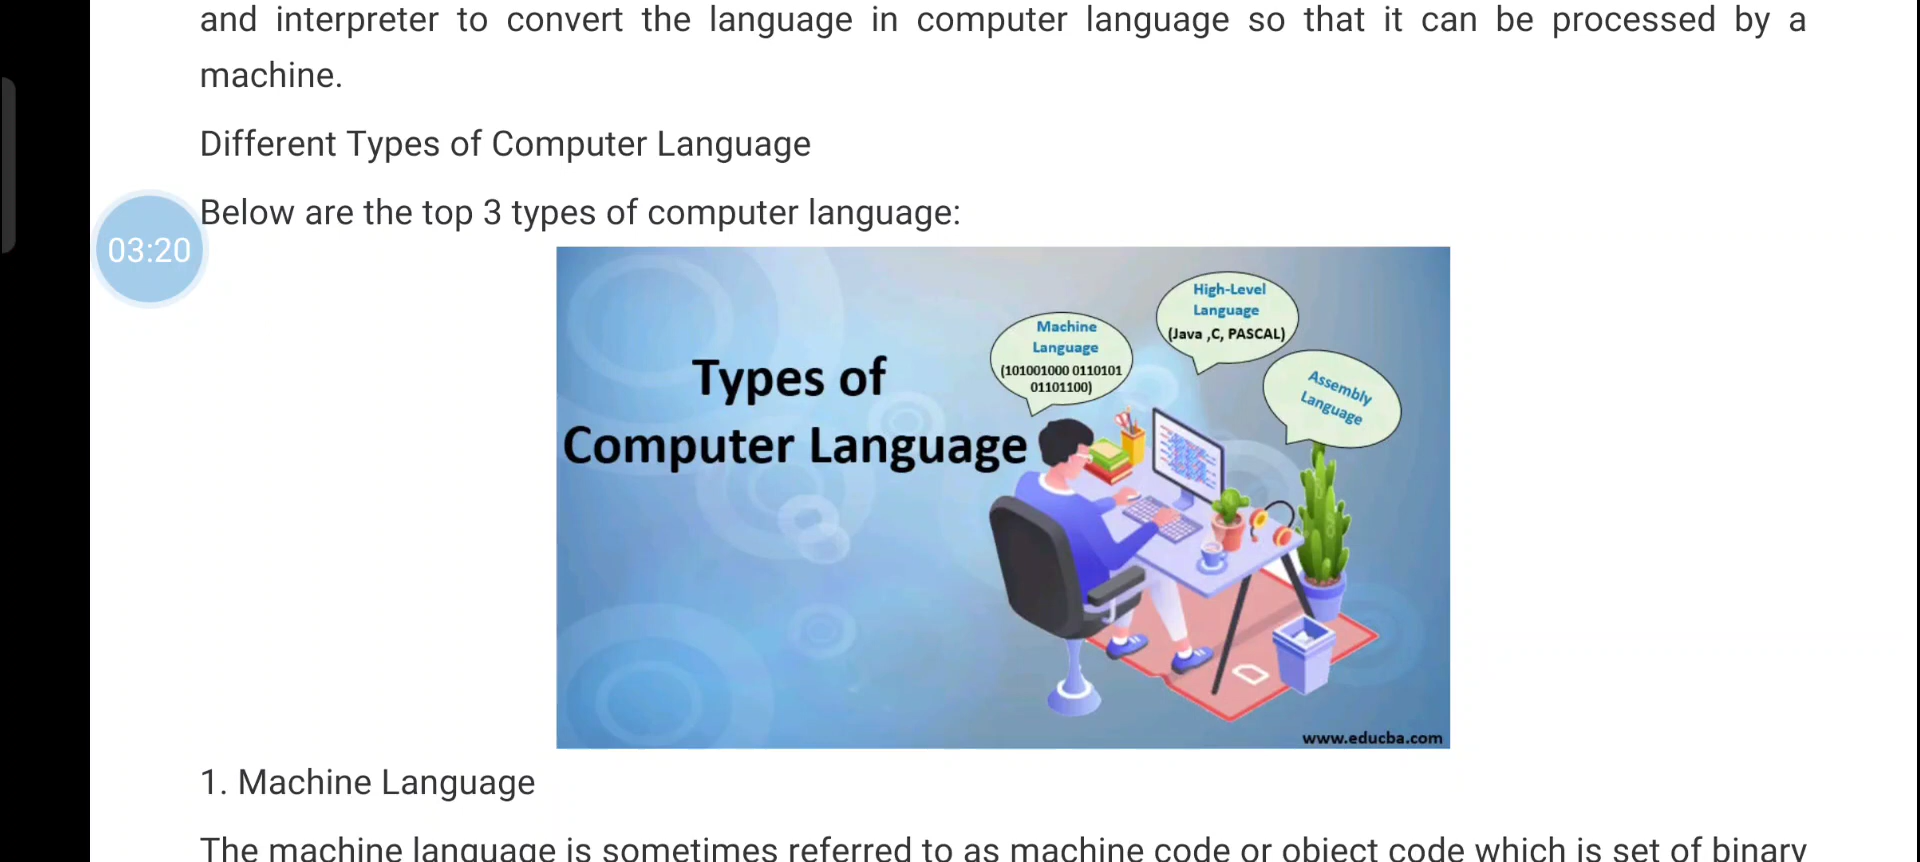 and interpreter to convert the language in computer language so that it can be processed by a
machine.
Different Types of Computer Language
Below are the top 3 types of computer language:
03:20
Types of
Computer Language
Machine
Language
(101001000 0110101
01101100)
High-Level
Language
(Java ,C, PASCAL)
Assembly
Language
www.educba.com
1. Machine Language
The machine language is sometimes referred to as machine code or object code which is set of binary